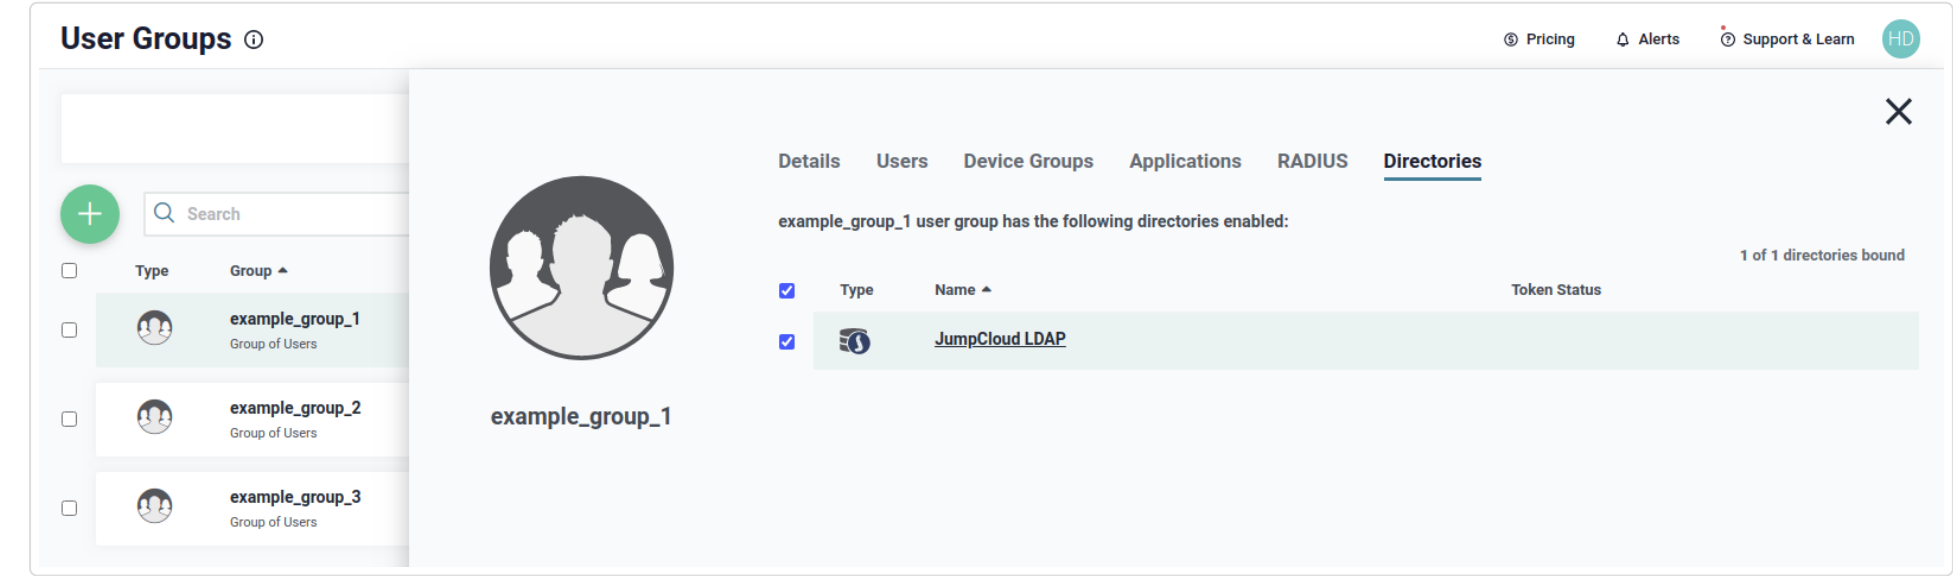 User Groups
Pricing Alerts Support & Learn HD
Details Users Device Groups Applications RADIUS Directories
Search
example_group_1 user group has the following directories enabled:
1 of 1 directories bound
Type Group
Type Name Token Status
example_group_1
Group of Users
JumpCloud LDAP
example_group_2
Group of Users
example_group_1
example_group_3
Group of Users